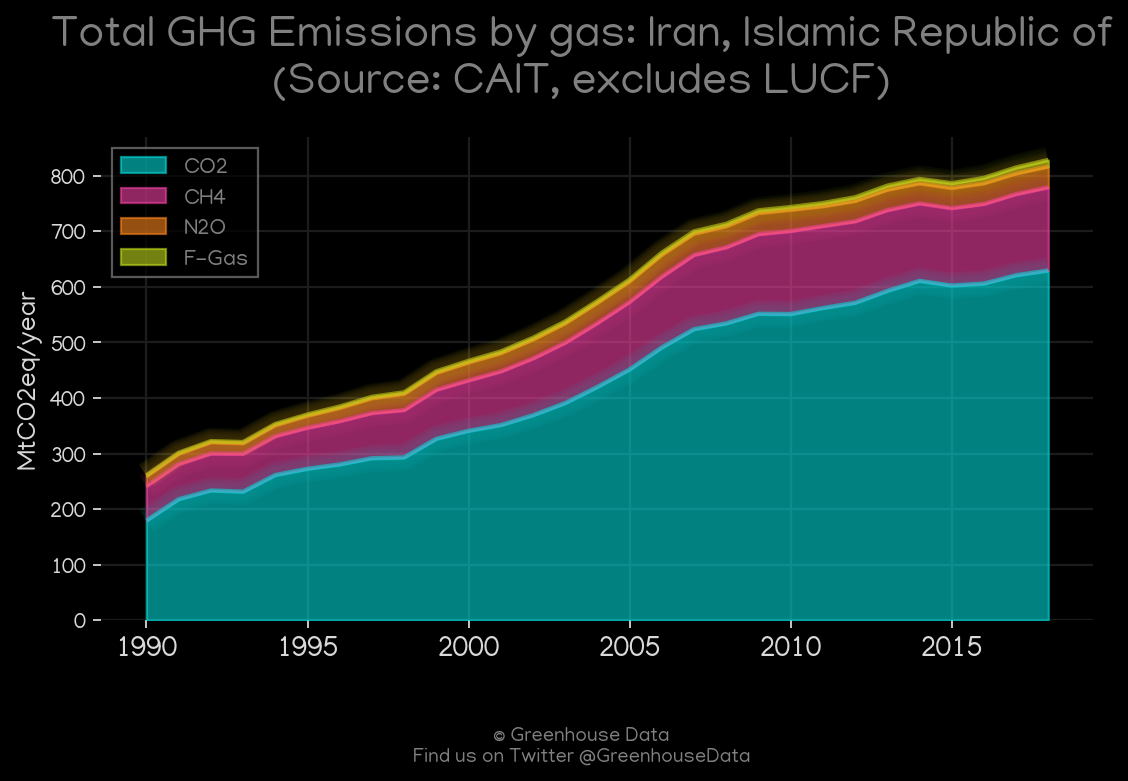 Total GHG Emissions by gas: Iran, Islamic Republic of
(Source: CAIT, excludes LUCF)
CO2
CH4
N2O
F-Gas
MtCO2eq/year
800
700
600
500
400
300
200
100
0
1990 1995 2000 2005 2010 2015
© Greenhouse Data
Find us on Twitter @GreenhouseData